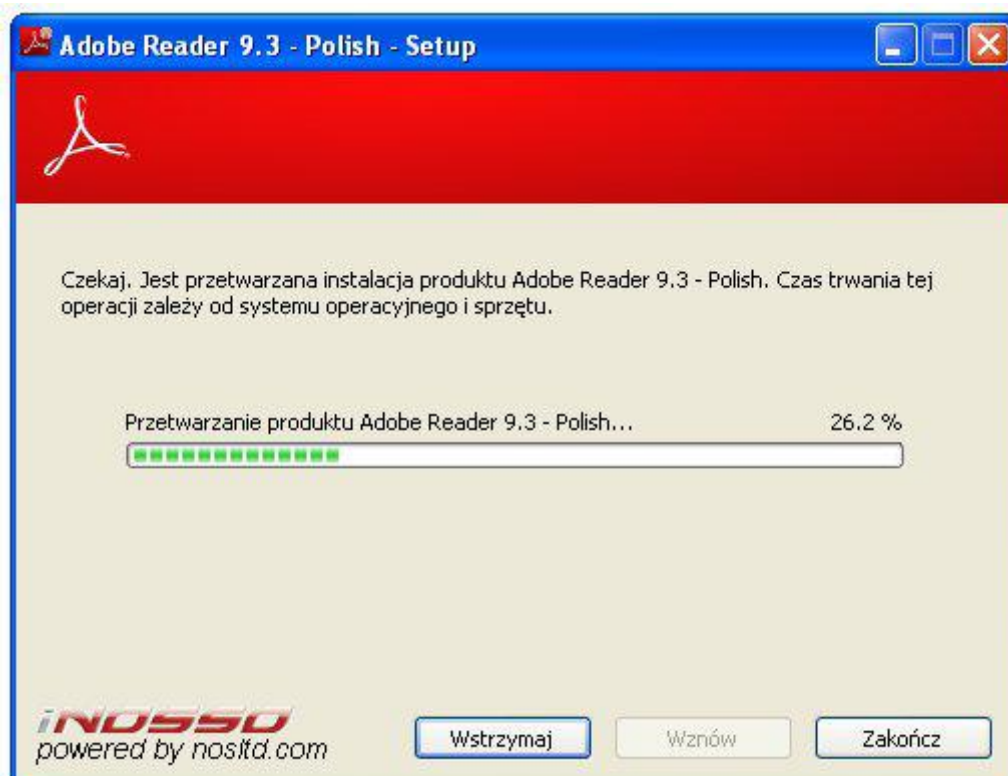 Adobe Reader 9.3 - Polish - Setup
Czekaj. Jest przetwarzana instalacja produktu Adobe Reader 9.3 - Polish. Czas trwania tej
operacji zależy od systemu operacyjnego i sprzętu.
Przetwarzanie produktu Adobe Reader 9.3 - Polish... 26.2 %
iNOSSO
powered by nosltd.com
Wstrzymaj Wznów Zakończ